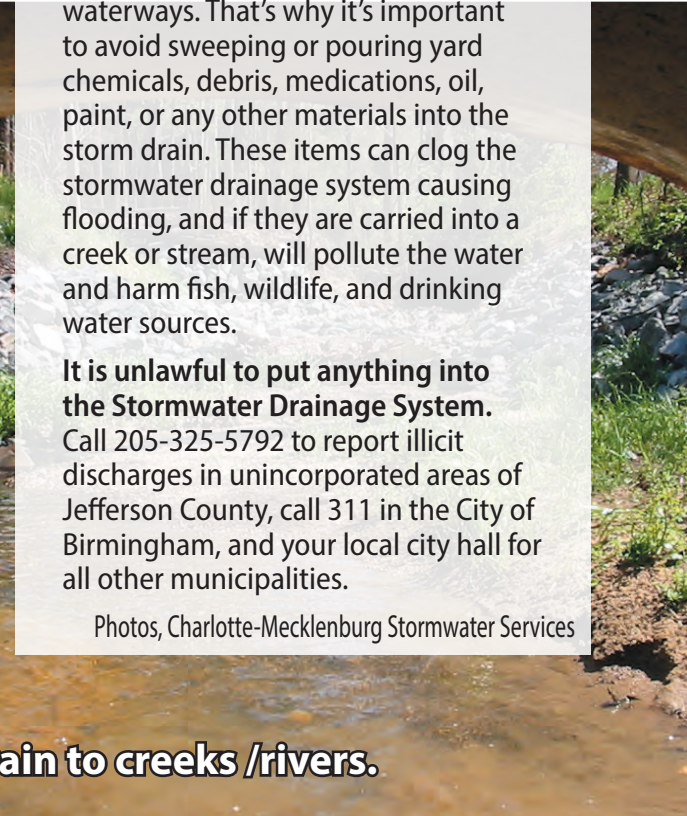 waterways. That’s why it’s important
to avoid sweeping or pouring yard
chemicals, debris, medications, oil,
paint, or any other materials into the
storm drain. These items can clog the
stormwater drainage system causing
flooding, and if they are carried into a
creek or stream, will pollute the water
and harm fish, wildlife, and drinking
water sources.
It is unlawful to put anything into
the Stormwater Drainage System.
Call 205-325-5792 to report illicit
discharges in unincorporated areas of
Jefferson County, call 311 in the City of
Birmingham, and your local city hall for
all other municipalities.
Photos, Charlotte-Mecklenburg Stormwater Services
ain to creeks /rivers.